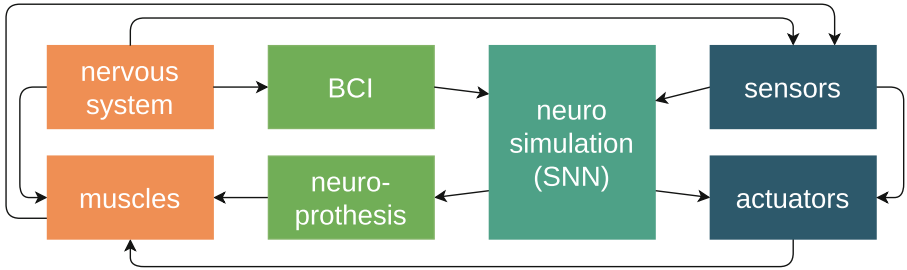 nervous
system
BCI
neuro
simulation
(SNN)
sensors
muscles
neuro-
prothesis
actuators